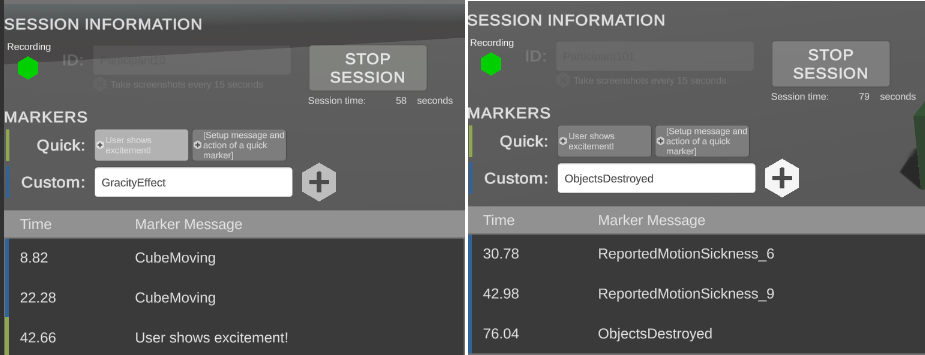 SESSION INFORMATION
Recording
ID: Participant10
STOP
SESSION
Take screenshots every 15 seconds
Session time: 58 seconds
MARKERS
Quick:
User shows
excitement!
[Setup message and
action of a quick
marker]
Custom: GracityEffect
Time Marker Message
8.82 CubeMoving
22.28 CubeMoving
42.66 User shows excitement!
SESSION INFORMATION
Recording
ID: Participant101
STOP
SESSION
Take screenshots every 15 seconds
Session time: 79 seconds
MARKERS
Quick:
User shows
excitement!
[Setup message and
action of a quick
marker]
Custom: ObjectsDestroyed
Time Marker Message
30.78 ReportedMotionSickness_6
42.98 ReportedMotionSickness_9
76.04 ObjectsDestroyed